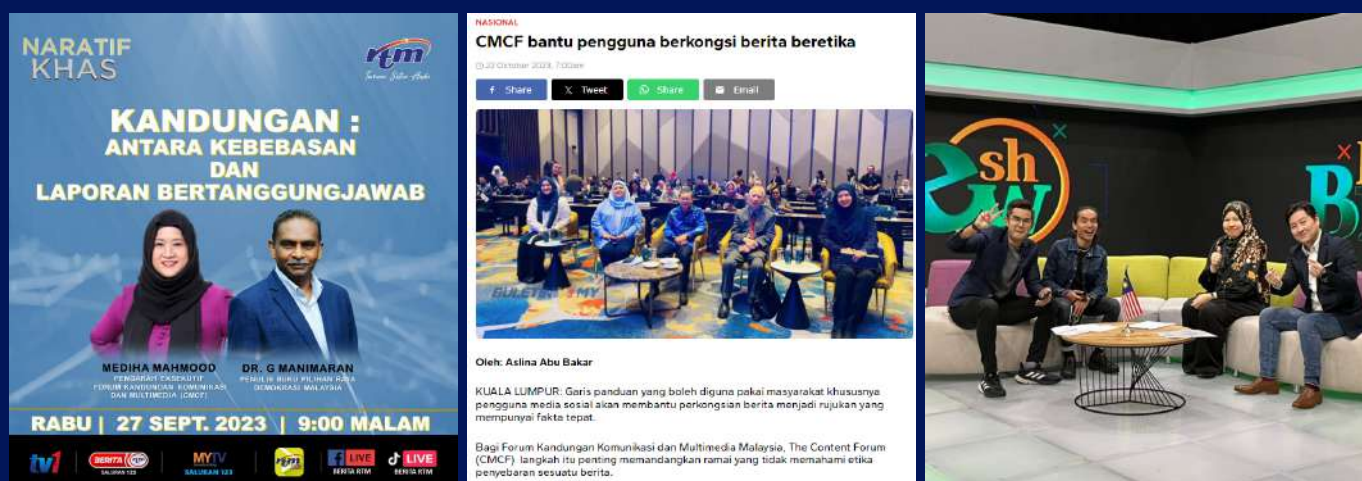 NARATIF
KHAS
rtm
KANDUNGAN :
ANTARA KEBEBASAN
DAN
LAPORAN BERTANGGUNGJAWAB
MEDIHA MAHMOOD
PENGARAH EKSEKUTIF
FORUM KANDUNGAN KOMUNIKASI
DAN MULTIMEDIA (CMCF)
DR. G MANIMARAN
PENULIS BUKU PILIHAN RAYA
DEMOKRASI MALAYSIA
RABU | 27 SEPT. 2023 | 9:00 MALAM
tv1
BERITA
SALURAN 123
MYTV
SALURAN 123
rtm
LIVE
BERITA RTM
LIVE
BERITA RTM
NASIONAL
CMCF bantu pengguna berkongsi berita beretika
October 2023, 7:00am
Share
Tweet
Share
Email
Oleh: Aslina Abu Bakar
KUALA LUMPUR: Garis panduan yang boleh diguna pakai masyarakat khususnya
pengguna media sosial akan membantu perkongsian berita menjadi rujukan yang
mempunyai fakta tepat.
Bagi Forum Kandungan Komunikasi dan Multimedia Malaysia, The Content Forum
(CMCF) langkah itu penting memandangkan ramai yang tidak memahami etika
penyebaran sesuatu berita.
sh